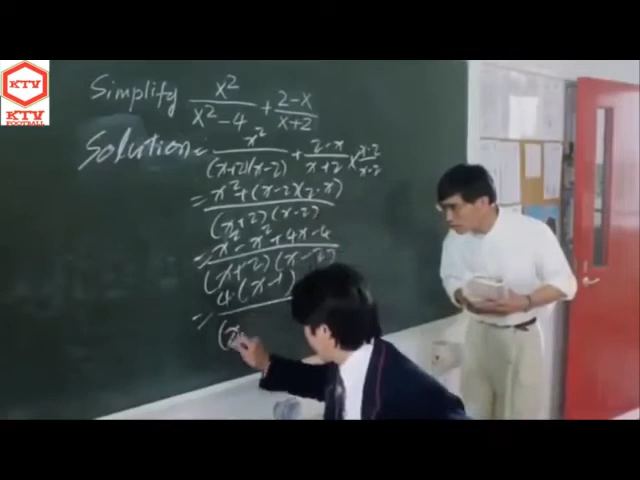 KTV
KTV
FOOTBALL
Simplify x²/(x²-4) + (2-x)/(x+2)
Solution = x²/((x+2)(x-2)) + (2-x)/(x+2) × (x-2)/(x-2)
= (x²+(x-2)(2-x))/((x+2)(x-2))
= (x²-x²+4x-4)/((x+2)(x-2))
= 4(x-1)/(x